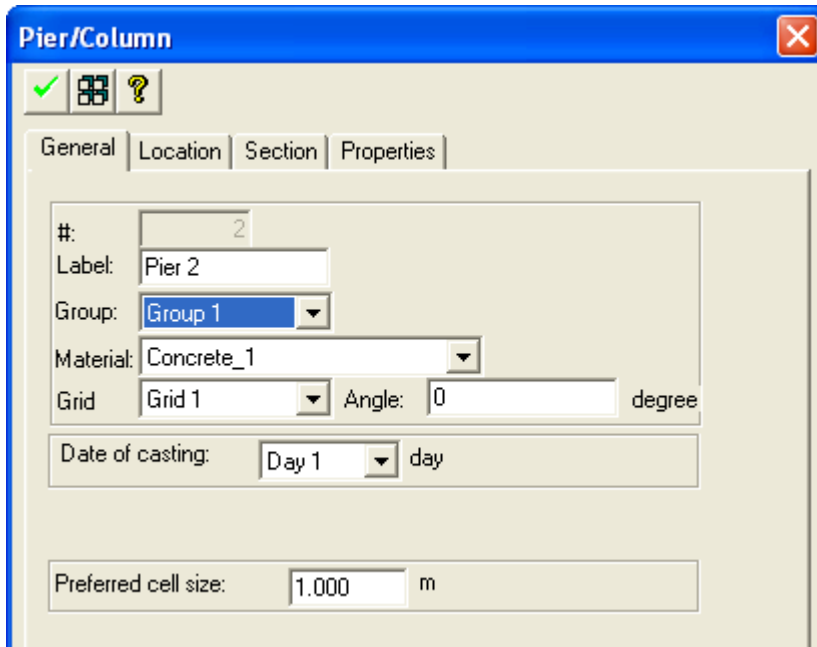 Pier/Column
?
General Location Section Properties
#: 2
Label: Pier 2
Group: Group 1
Material: Concrete_1
Grid Grid 1 Angle: 0 degree
Date of casting: Day 1 day
Preferred cell size: 1.000 m